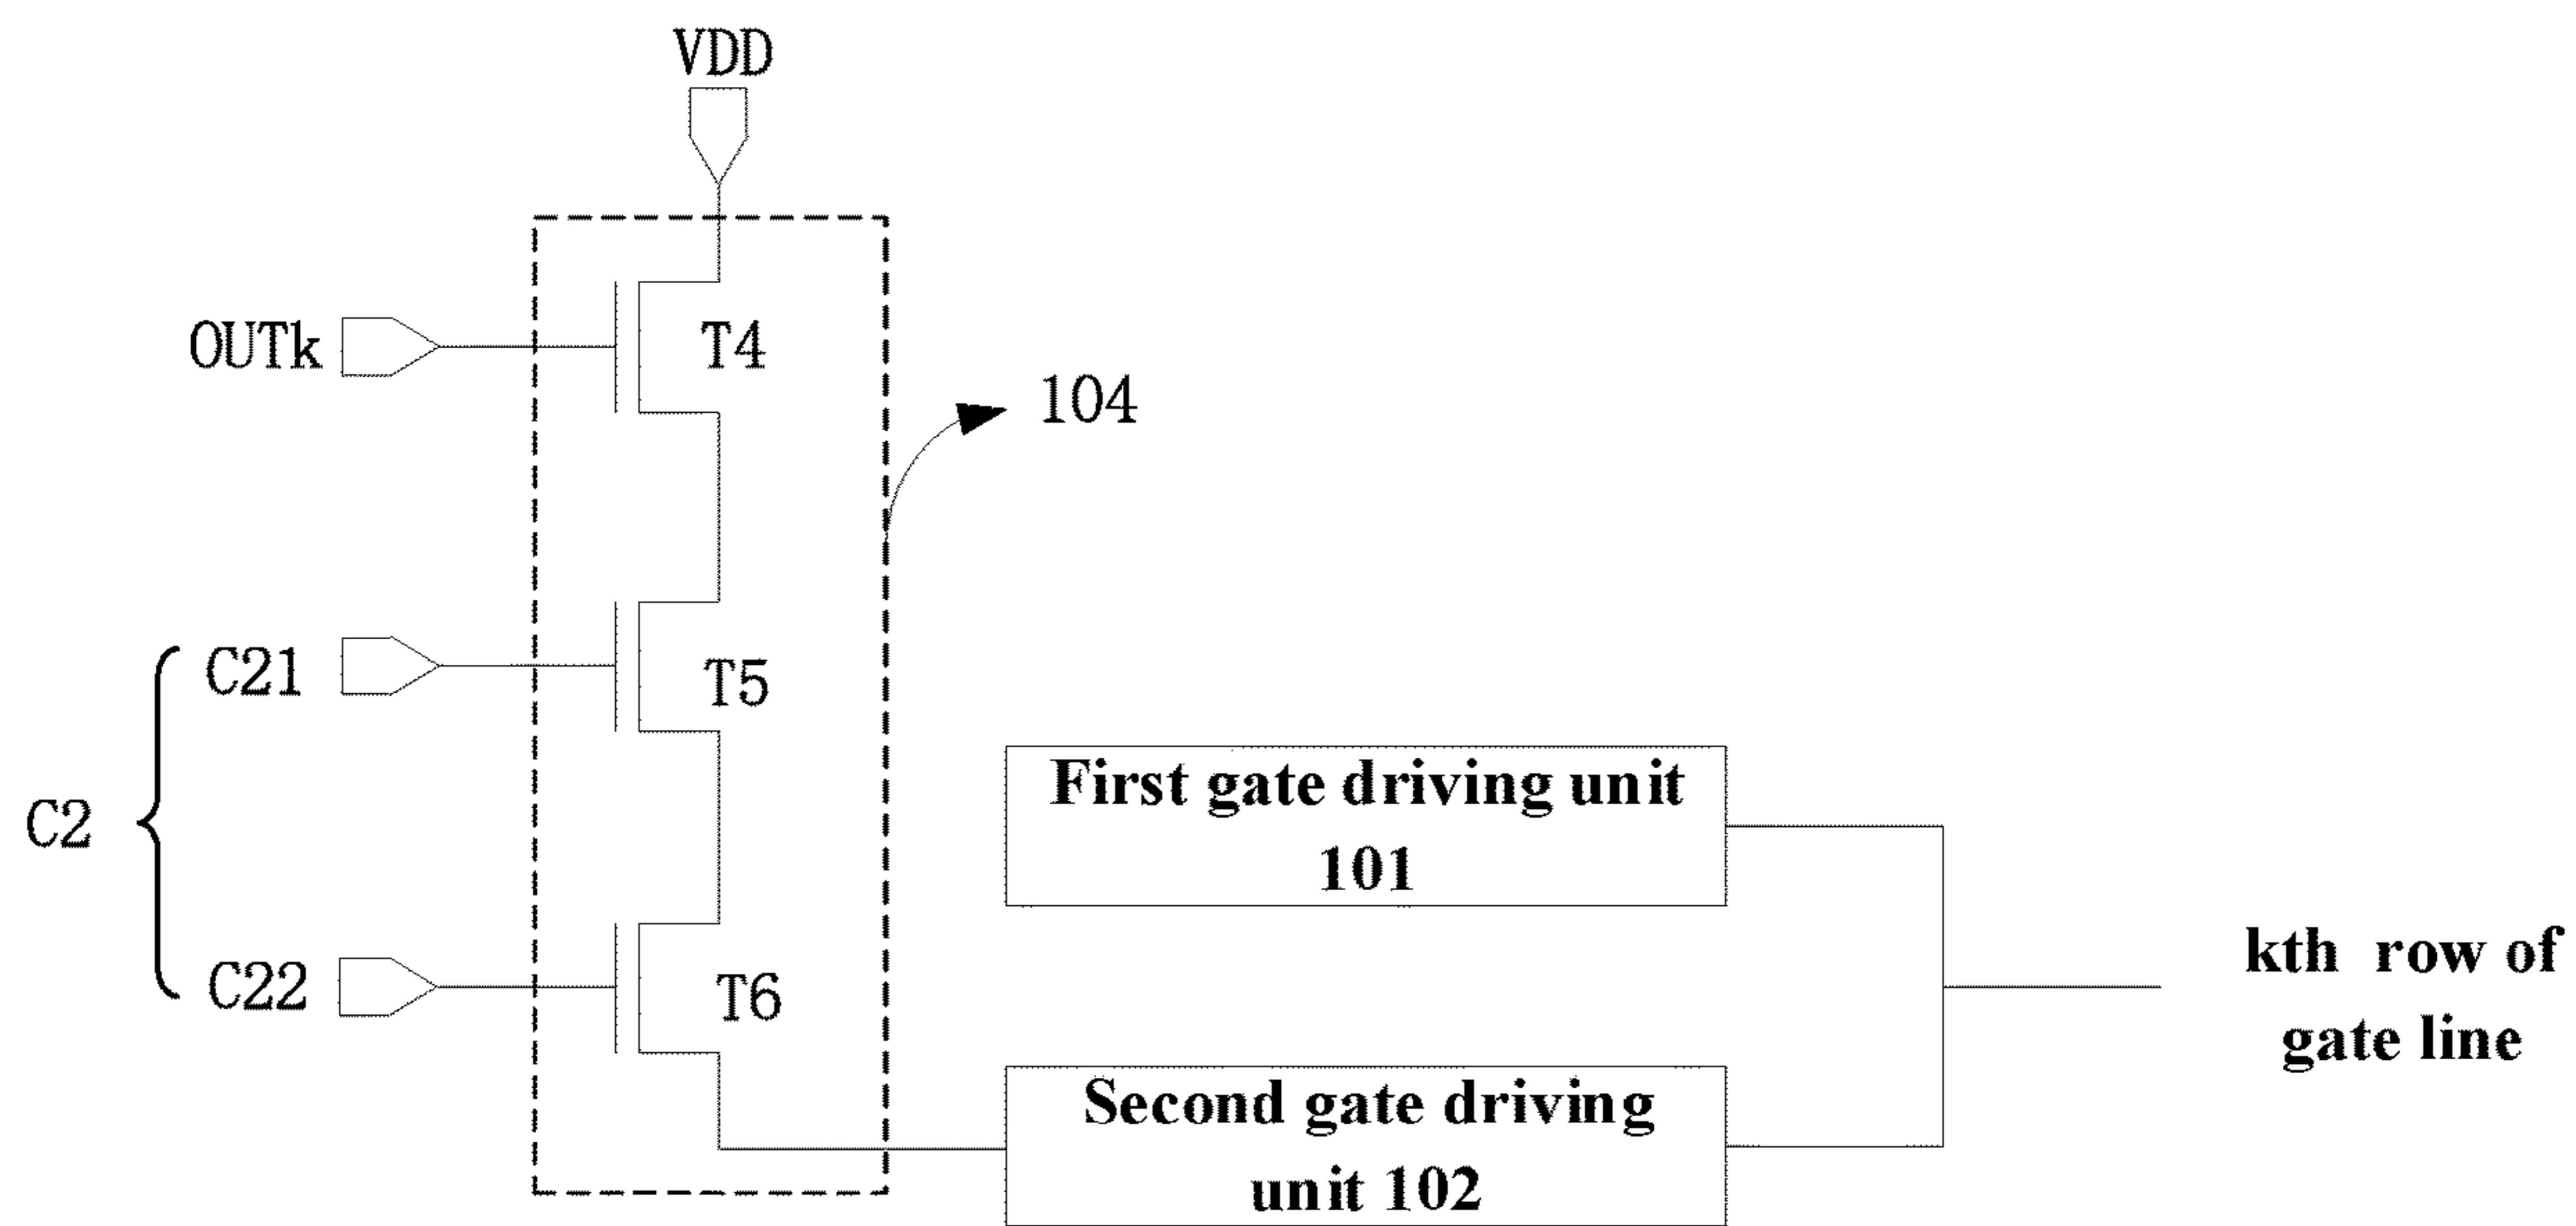 VDD
OUTk
T4
104
C21
T5
C2
First gate driving unit
101
C22
T6
kth row of
gate line
Second gate driving
unit 102